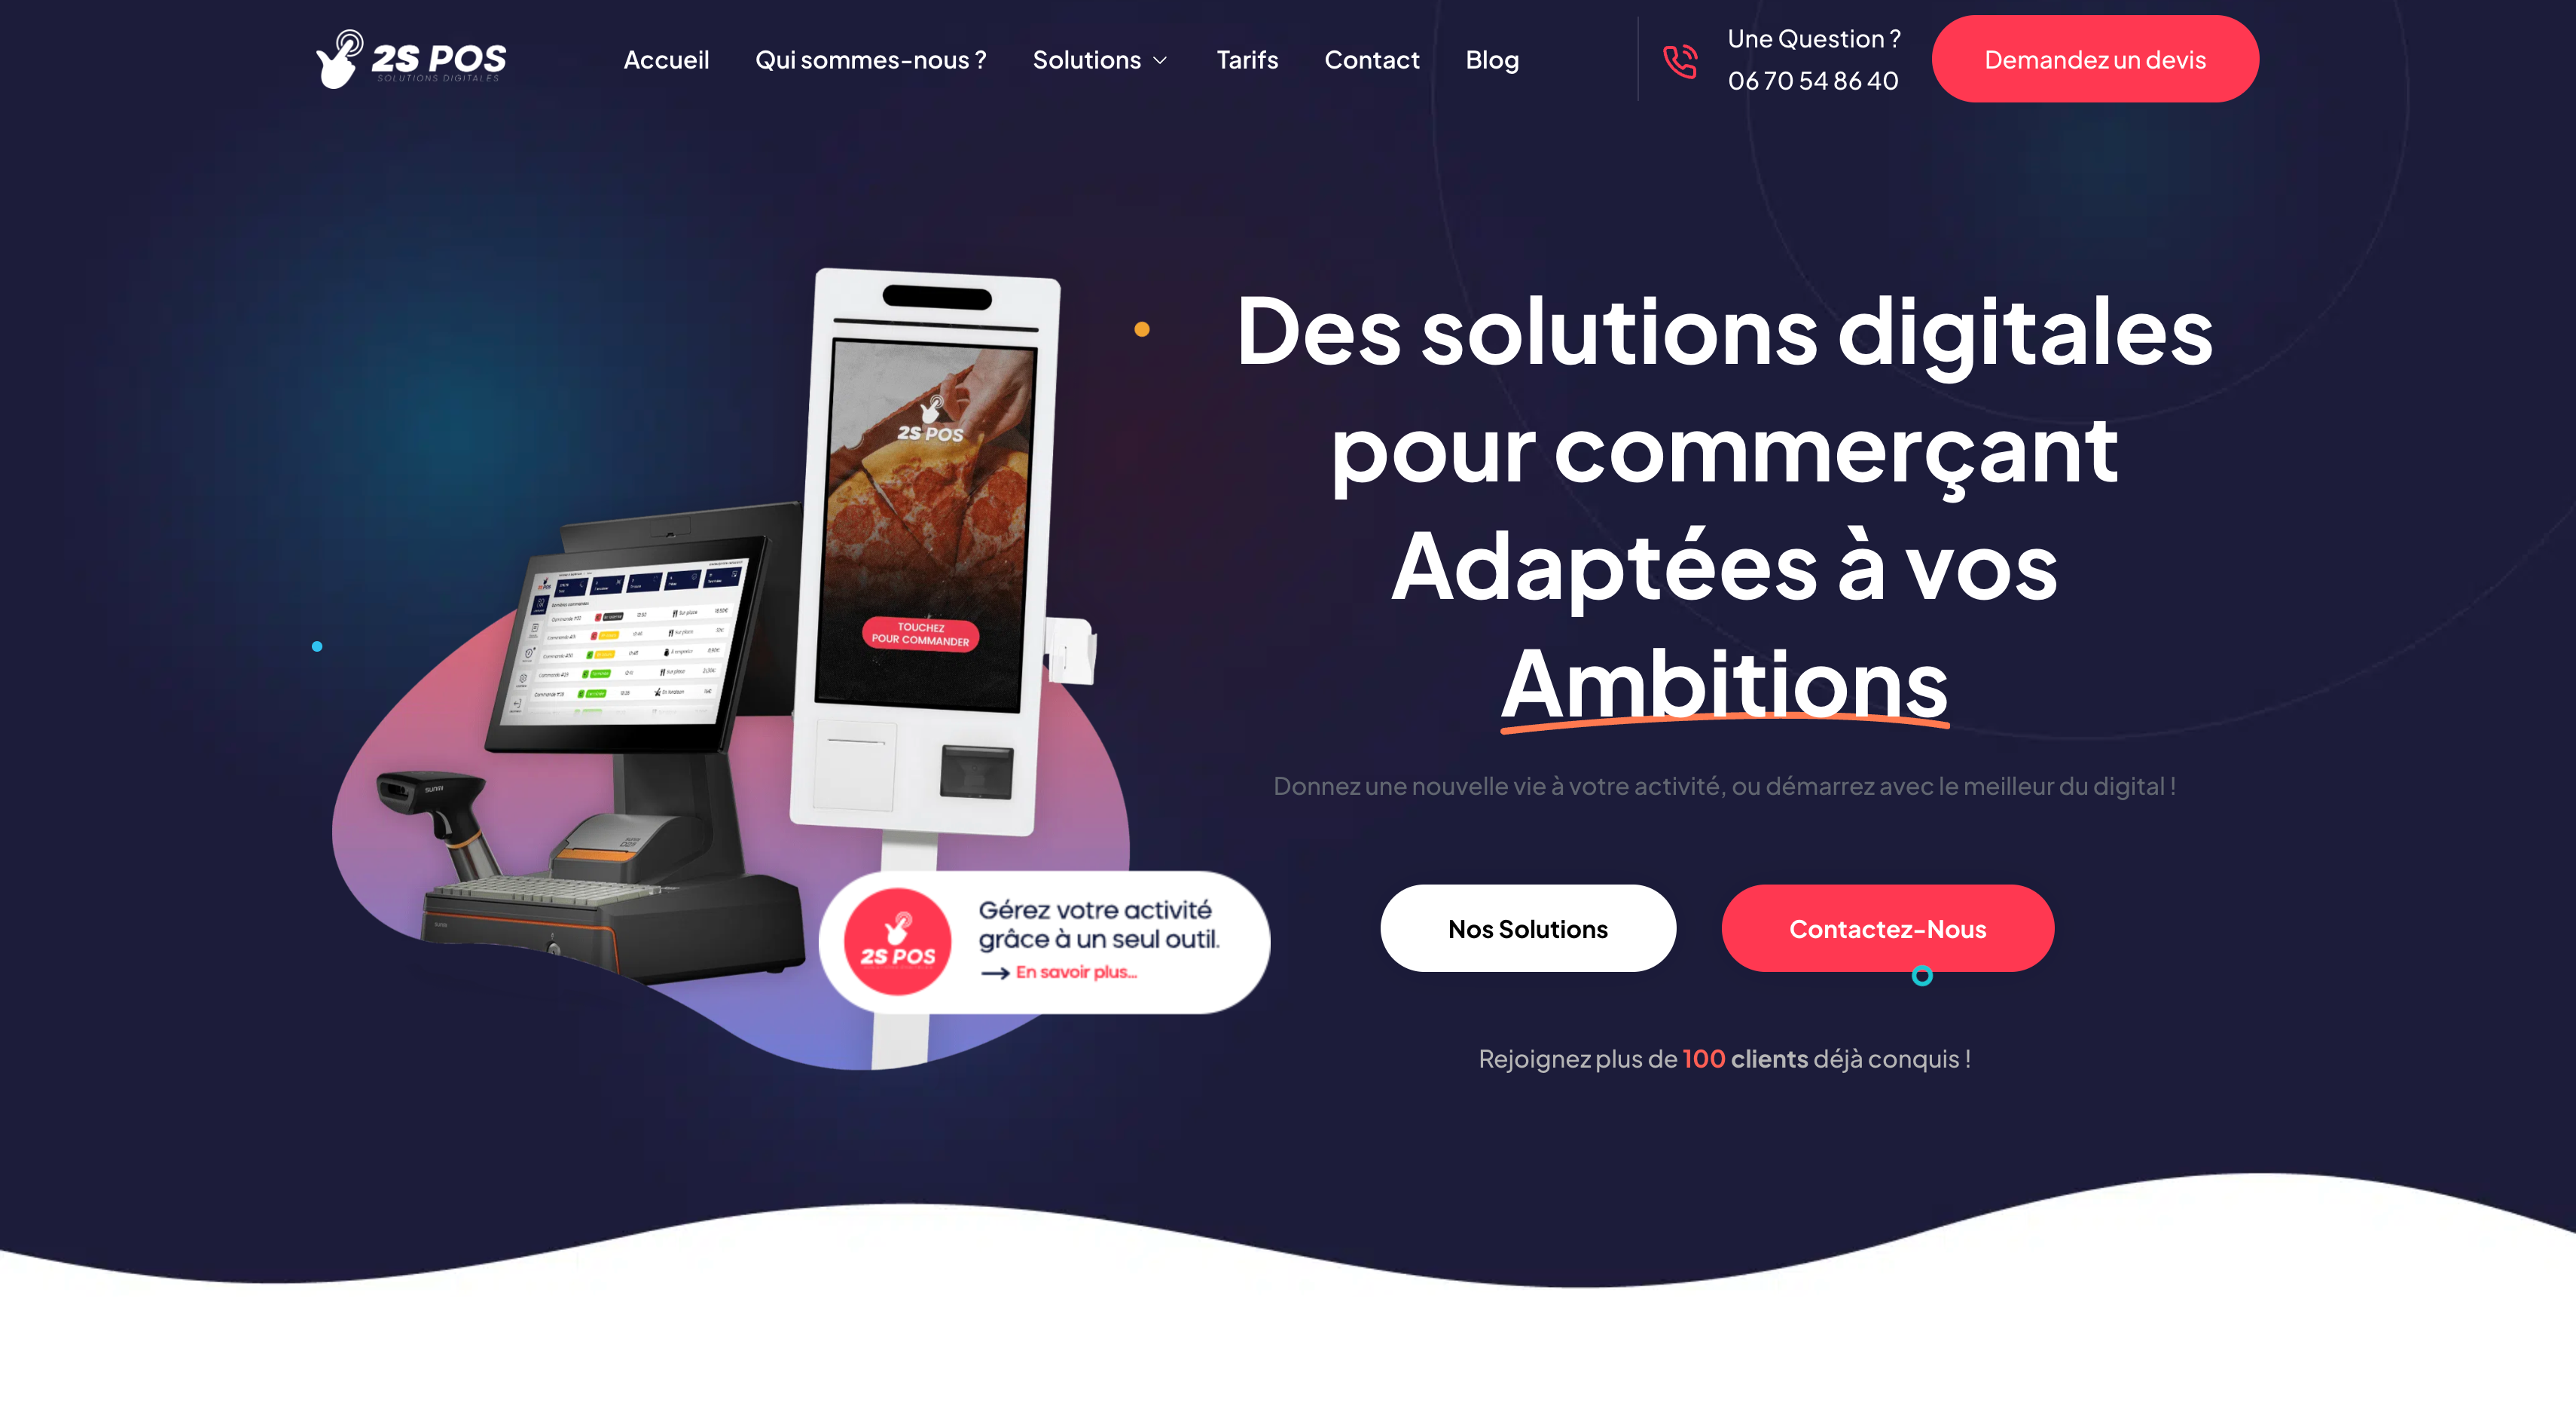 2S POS
SOLUTIONS DIGITALES
Accueil
Qui sommes-nous ?
Solutions
Tarifs
Contact
Blog
Une Question ?
06 70 54 86 40
Demandez un devis
Des solutions digitales
pour commerçant
Adaptées à vos
Ambitions
Donnez une nouvelle vie à votre activité, ou démarrez avec le meilleur du digital !
Nos Solutions
Contactez-Nous
Rejoignez plus de 100 clients déjà conquis !
2S POS
TOUCHEZ
POUR COMMANDER
SUNMI
2S POS
Gérez votre activité
grâce à un seul outil.
En savoir plus...